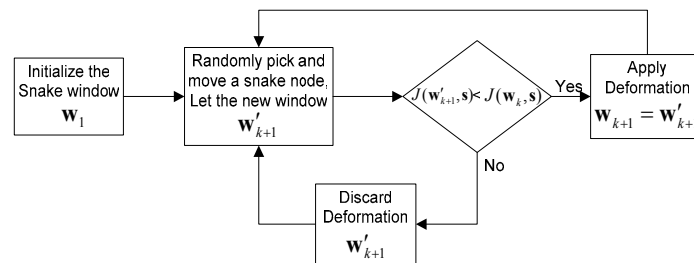 Initialize the
Snake window
w₁
Randomly pick and
move a snake node,
Let the new window
w′ₖ₊₁
J(w′ₖ₊₁,s)< J(wₖ,s)
Yes
Apply
Deformation
wₖ₊₁ = w′ₖ₊
No
Discard
Deformation
w′ₖ₊₁